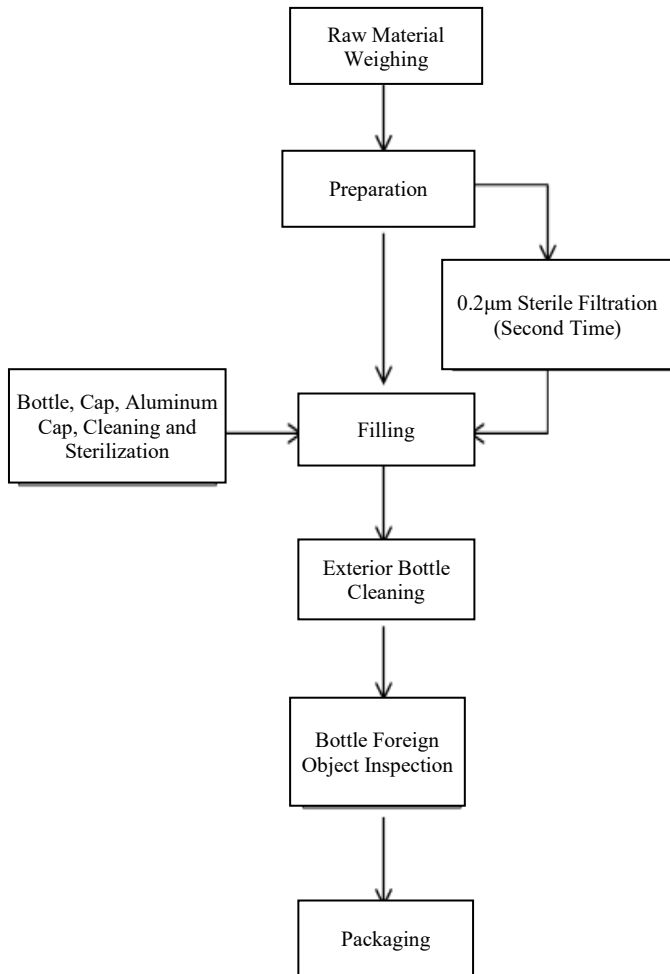 Raw Material
Weighing
Preparation
0.2μm Sterile Filtration
(Second Time)
Bottle, Cap, Aluminum
Cap, Cleaning and
Sterilization
Filling
Exterior Bottle
Cleaning
Bottle Foreign
Object Inspection
Packaging